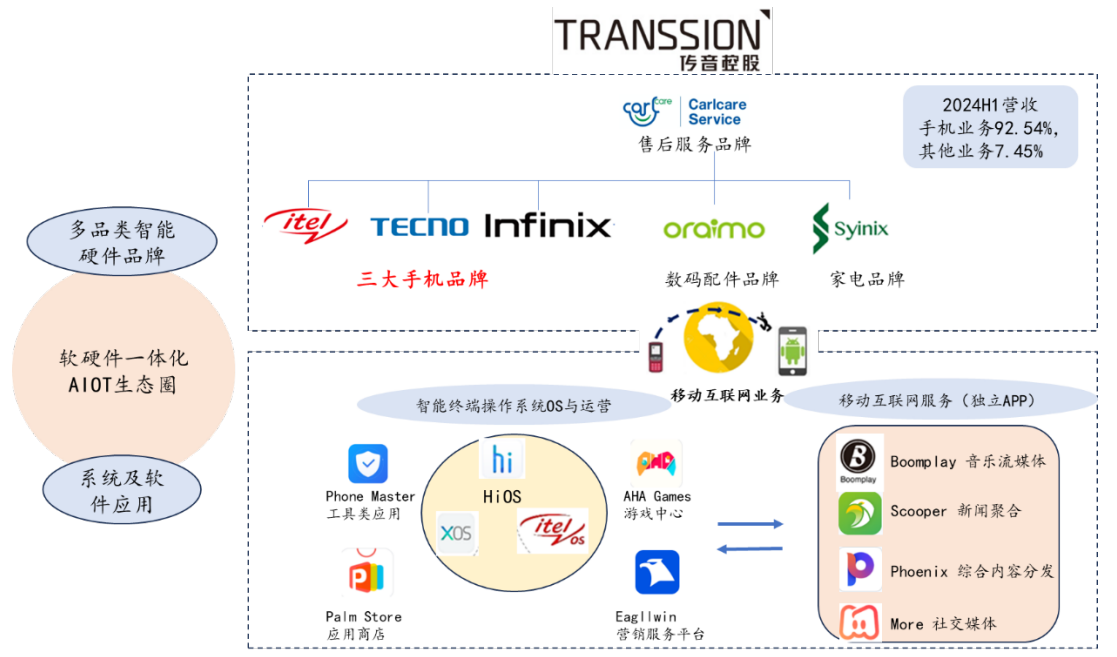 TRANSSION
传音控股
carl care
Carlcare
Service
售后服务品牌
2024H1营收
手机业务92.54%,
其他业务7.45%
itel
TECNO
Infinix
oraimo
Syinix
三大手机品牌
数码配件品牌
家电品牌
多品类智能
硬件品牌
软硬件一体化
AIOT生态圈
系统及软
件应用
移动互联网业务
智能终端操作系统OS与运营
移动互联网服务（独立APP）
Phone Master
工具类应用
hi
HiOS
XOS
itel OS
AHA
AHA Games
游戏中心
Palm Store
应用商店
Eagllwin
营销服务平台
Boomplay
Boomplay 音乐流媒体
Scooper 新闻聚合
Phoenix 综合内容分发
More 社交媒体